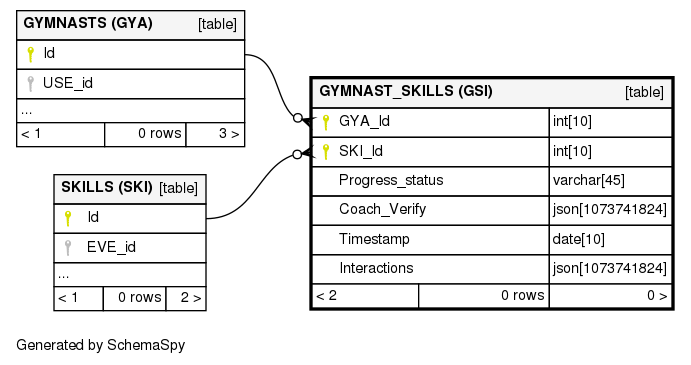 GYMNASTS (GYA) [table]
Id
USE_id
...
< 1 0 rows 3 >
GYMNAST_SKILLS (GSI) [table]
GYA_Id int[10]
SKI_Id int[10]
Progress_status varchar[45]
Coach_Verify json[1073741824]
Timestamp date[10]
Interactions json[1073741824]
< 2 0 rows 0 >
SKILLS (SKI) [table]
Id
EVE_id
...
< 1 0 rows 2 >
Generated by SchemaSpy